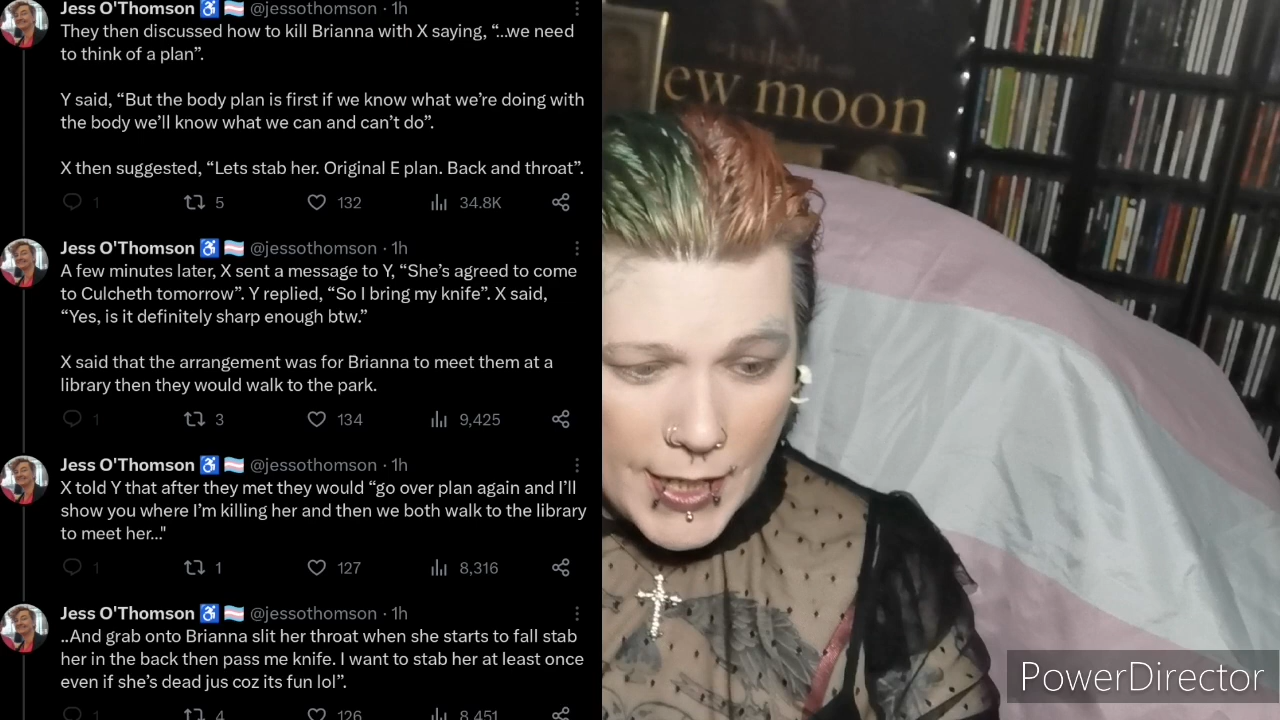 Jess O'Thomson ♿ 🏳️‍⚧️ @jessothomson · 1h
They then discussed how to kill Brianna with X saying, “:..we need
to think of a plan”.
Y said, “But the body plan is first if we know what we’re doing with
the body we’ll know what we can and can’t do”.
X then suggested, “Lets stab her. Original E plan. Back and throat”.
1 5 132 34.8K
Jess O'Thomson ♿ 🏳️‍⚧️ @jessothomson · 1h
A few minutes later, X sent a message to Y, “She’s agreed to come
to Culcheth tomorrow”. Y replied, “So I bring my knife”. X said,
“Yes, is it definitely sharp enough btw.”
X said that the arrangement was for Brianna to meet them at a
library then they would walk to the park.
1 3 134 9,425
Jess O'Thomson ♿ 🏳️‍⚧️ @jessothomson · 1h
X told Y that after they met they would “go over plan again and I’ll
show you where I’m killing her and then we both walk to the library
to meet her..."
1 1 127 8,316
Jess O'Thomson ♿ 🏳️‍⚧️ @jessothomson · 1h
..And grab onto Brianna slit her throat when she starts to fall stab
her in the back then pass me knife. I want to stab her at least once
even if she’s dead jus coz its fun lol”.
1 4 126 8,451
twilight
ew moon
PowerDirector